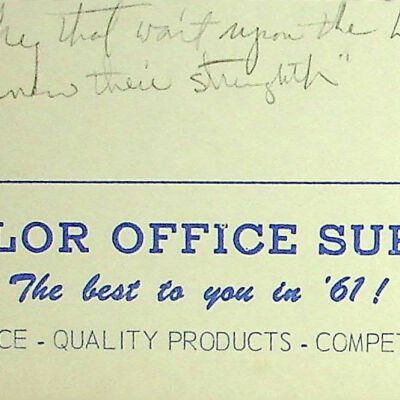 They that wait upon the L
renew their strength"
LOR OFFICE SUP
The best to you in '61!
CE - QUALITY PRODUCTS - COMPET